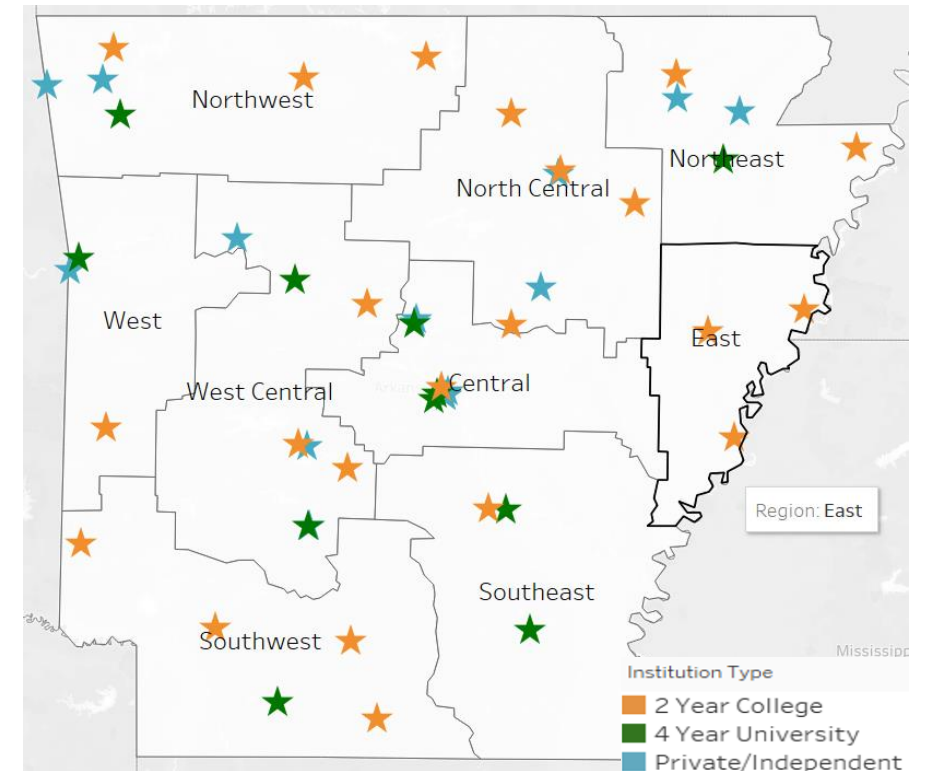 Northwest
Northeast
North Central
West
East
West Central
Central
Region: East
Southeast
Southwest
Mississipp
Institution Type
2 Year College
4 Year University
Private/Independent